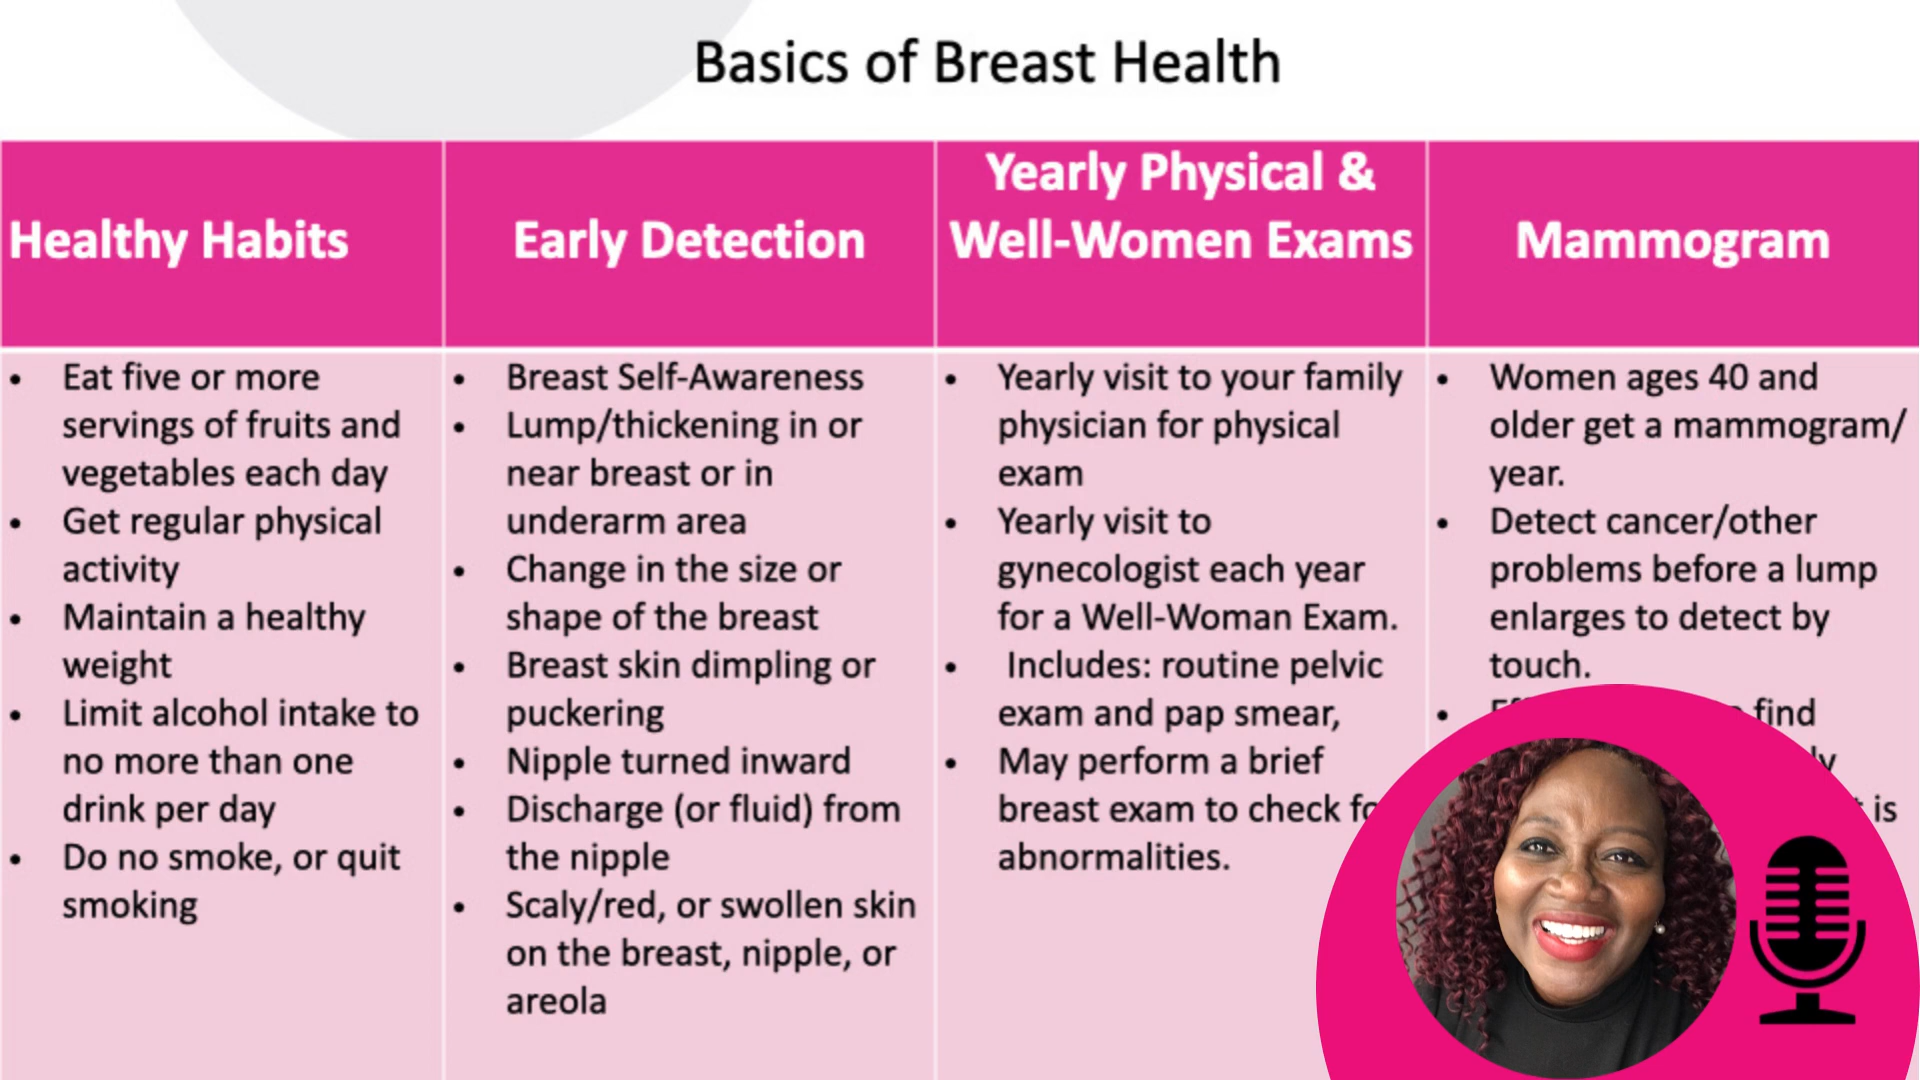 Basics of Breast Health
Healthy Habits
Eat five or more
servings of fruits and
vegetables each day
Get regular physical
activity
Maintain a healthy
weight
Limit alcohol intake to
no more than one
drink per day
Do no smoke, or quit
smoking
Early Detection
Breast Self-Awareness
Lump/thickening in or
near breast or in
underarm area
Change in the size or
shape of the breast
Breast skin dimpling or
puckering
Nipple turned inward
Discharge (or fluid) from
the nipple
Scaly/red, or swollen skin
on the breast, nipple, or
areola
Yearly Physical &
Well-Women Exams
Yearly visit to your family
physician for physical
exam
Yearly visit to
gynecologist each year
for a Well-Woman Exam.
Includes: routine pelvic
exam and pap smear,
May perform a brief
breast exam to check
abnormalities.
Mammogram
Women ages 40 and
older get a mammogram/
year.
Detect cancer/other
problems before a lump
enlarges to detect by
touch.
find
is